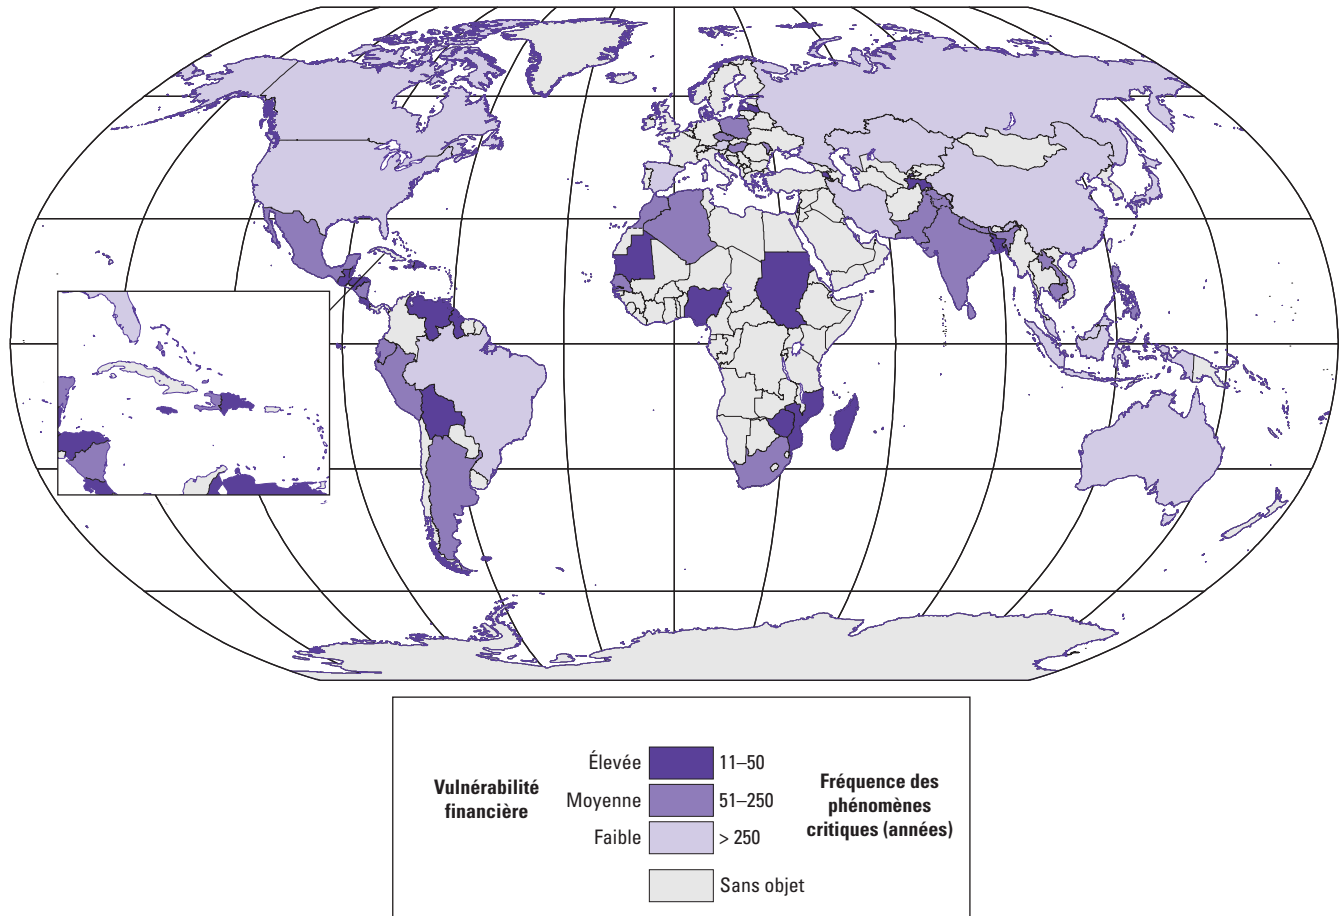 Vulnérabilité
financière
Élevée
Moyenne
Faible
11–50
51–250
> 250
Sans objet
Fréquence des
phénomènes
critiques (années)